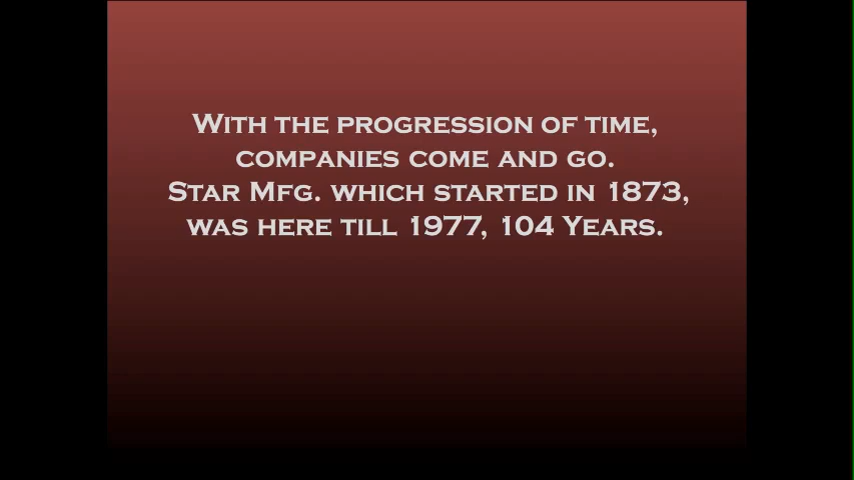 With the progression of time,
companies come and go.
Star Mfg. which started in 1873,
was here till 1977, 104 Years.